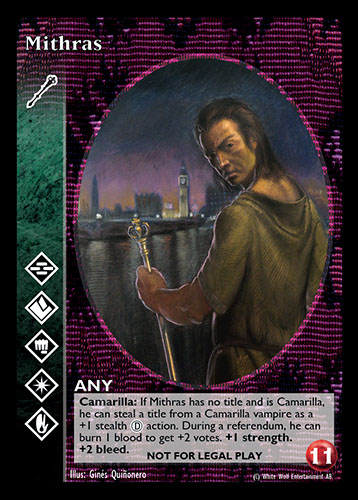 Mithras
ANY
Camarilla: If Mithras has no title and is Camarilla,
he can steal a title from a Camarilla vampire as a
+1 stealth Ⓓ action. During a referendum, he can
burn 1 blood to get +2 votes. +1 strength.
+2 bleed.
NOT FOR LEGAL PLAY
11
Illus: Ginés Quiñonero
(C) White Wolf Entertainment AB.